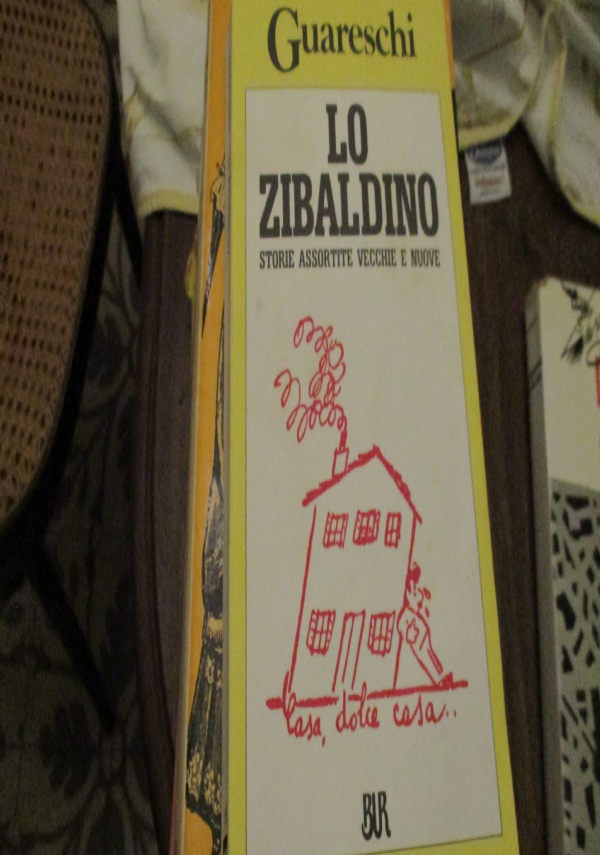 Guareschi
LO
ZIBALDINO
STORIE ASSORTITE VECCHIE E NUOVE
Casa, dolce casa..
BUR